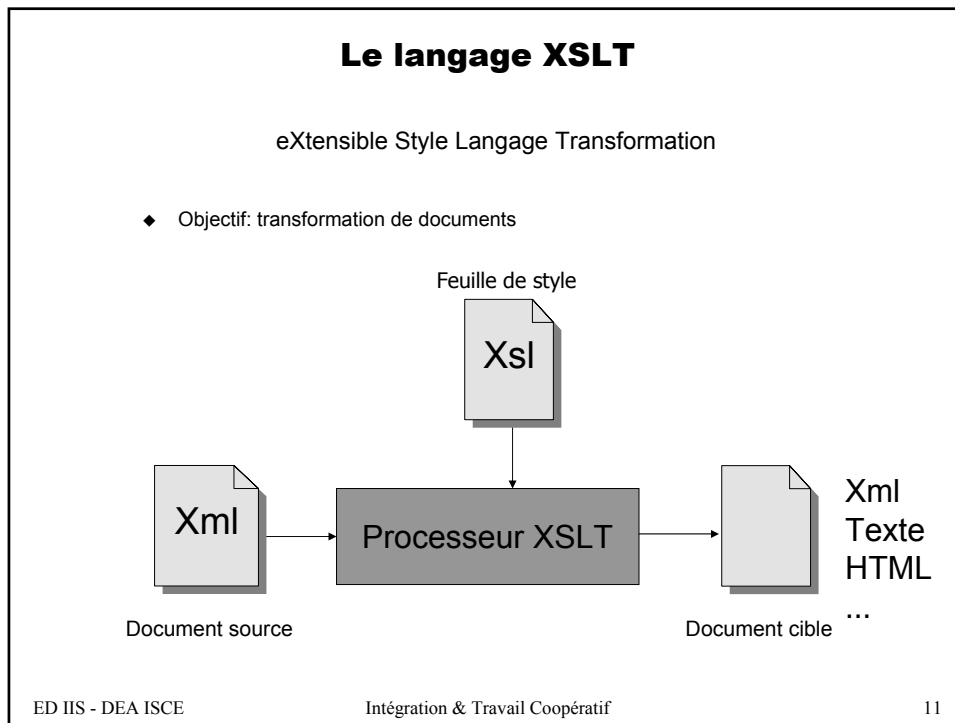 Le langage XSLT
eXtensible Style Langage Transformation
◆ Objectif: transformation de documents
Feuille de style
Xsl
Xml
Processeur XSLT
Xml
Texte
HTML
...
Document source
Document cible
ED IIS - DEA ISCE
Intégration & Travail Coopératif
11